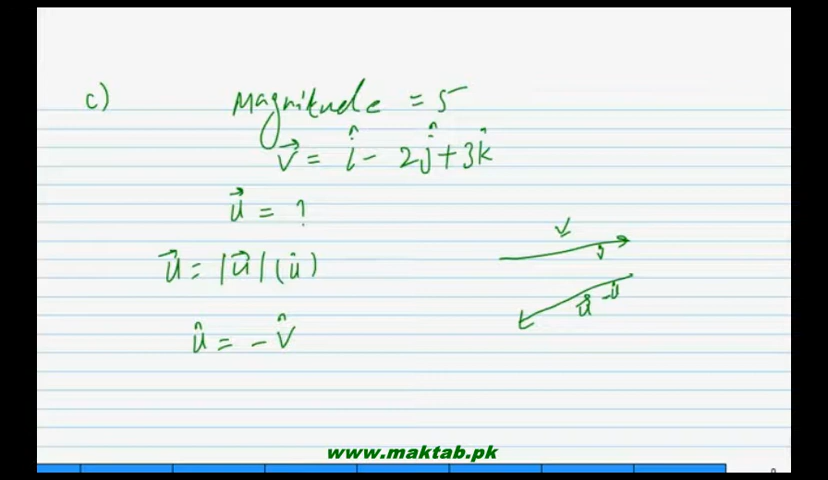 c) Magnitude = 5
v⃗ = î - 2ĵ + 3k̂
u⃗ = ?
u⃗ = |u⃗| (û)
û = - v̂
v
www.maktab.pk